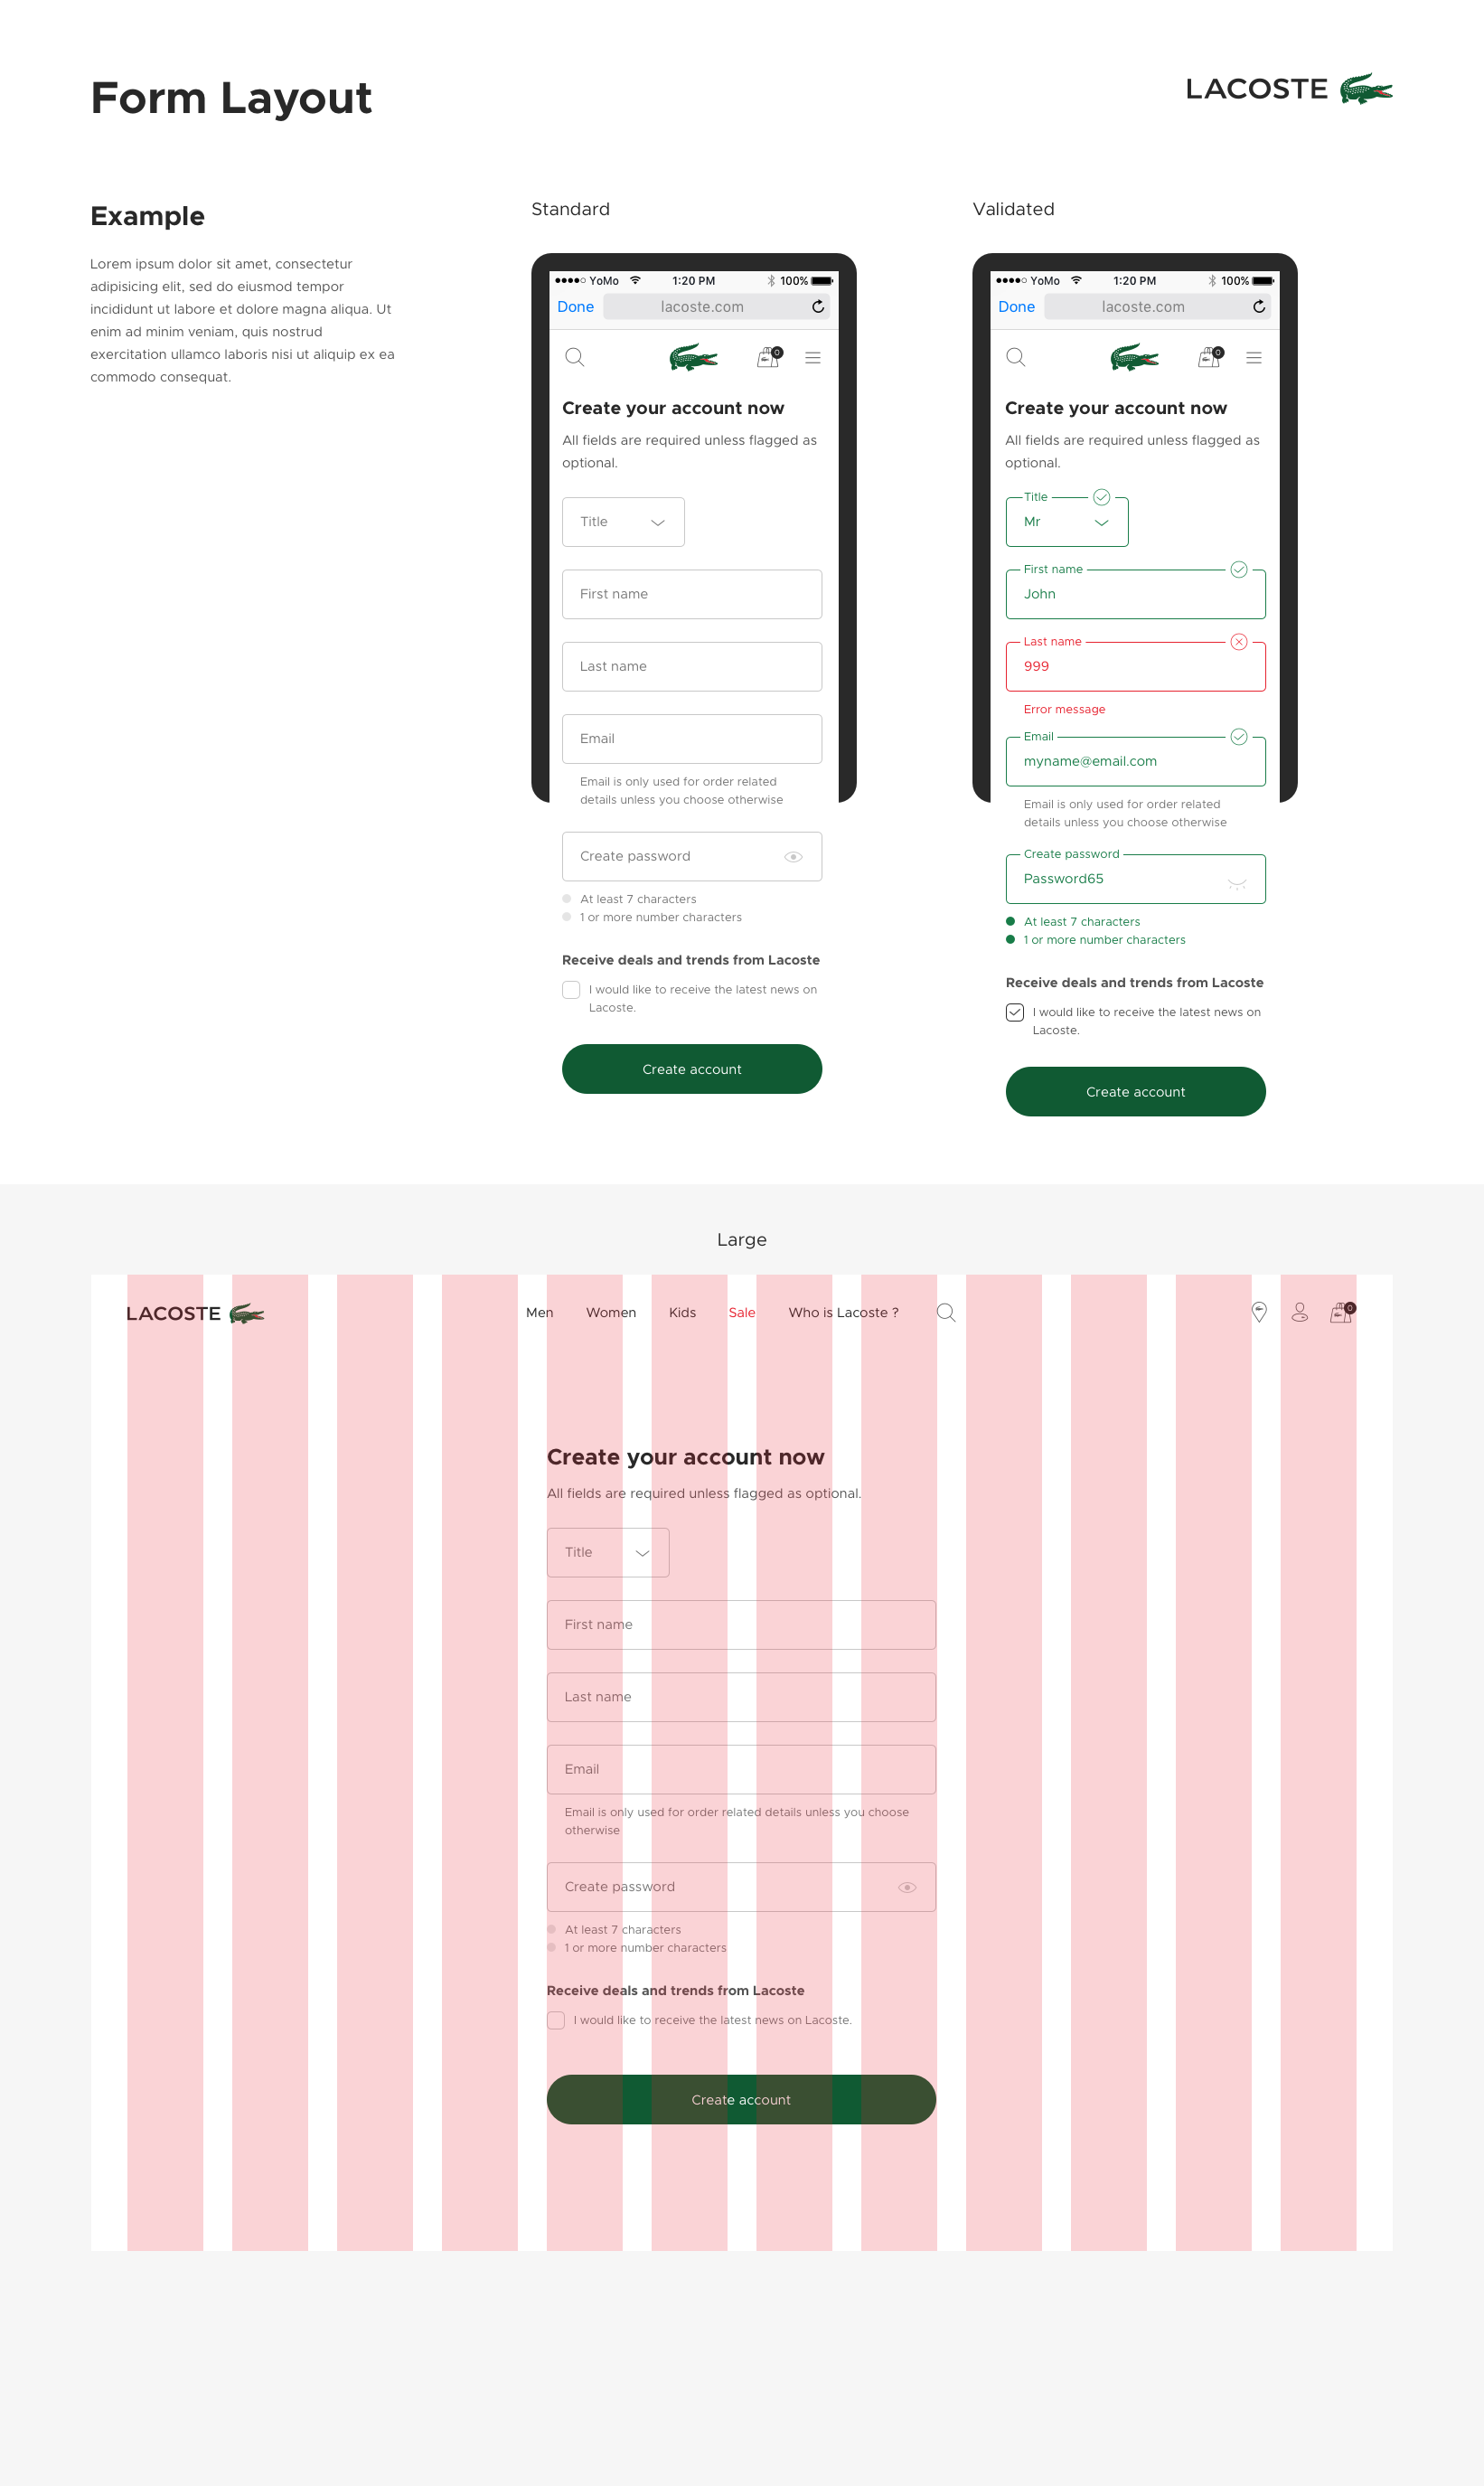 Form Layout
LACOSTE
Example
Lorem ipsum dolor sit amet, consectetur
adipisicing elit, sed do eiusmod tempor
incididunt ut labore et dolore magna aliqua. Ut
enim ad minim veniam, quis nostrud
exercitation ullamco laboris nisi ut aliquip ex ea
commodo consequat.
Standard
YoMo 1:20 PM 100%
Done lacoste.com
0
Create your account now
All fields are required unless flagged as
optional.
Title
First name
Last name
Email
Email is only used for order related
details unless you choose otherwise
Create password
At least 7 characters
1 or more number characters
Receive deals and trends from Lacoste
I would like to receive the latest news on
Lacoste.
Create account
Validated
YoMo 1:20 PM 100%
Done lacoste.com
0
Create your account now
All fields are required unless flagged as
optional.
Title
Mr
First name
John
Last name
999
Error message
Email
myname@email.com
Email is only used for order related
details unless you choose otherwise
Create password
Password65
At least 7 characters
1 or more number characters
Receive deals and trends from Lacoste
I would like to receive the latest news on
Lacoste.
Create account
Large
LACOSTE Men Women Kids Sale Who is Lacoste ? 0
Create your account now
All fields are required unless flagged as optional.
Title
First name
Last name
Email
Email is only used for order related details unless you choose
otherwise
Create password
At least 7 characters
1 or more number characters
Receive deals and trends from Lacoste
I would like to receive the latest news on Lacoste.
Create account